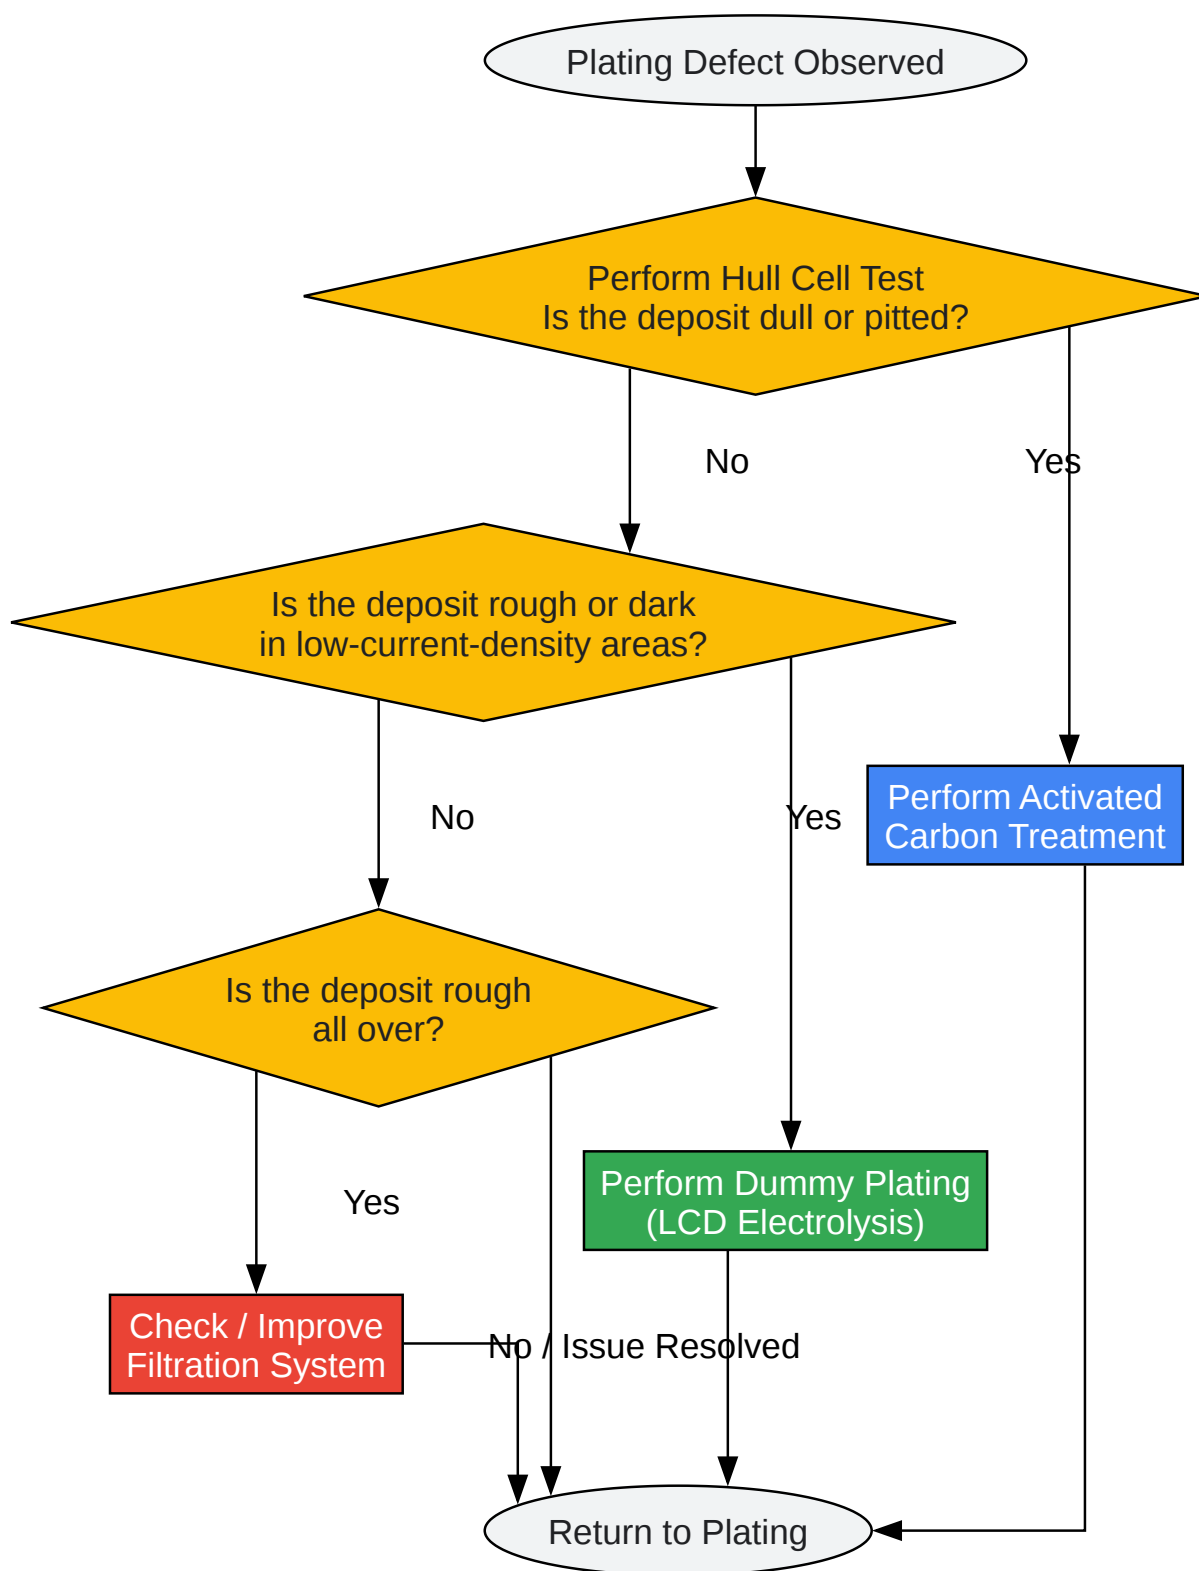 Plating Defect Observed
Perform Hull Cell Test
Is the deposit dull or pitted?
No
Yes
Is the deposit rough or dark
in low-current-density areas?
Perform Activated
Carbon Treatment
No
Yes
Is the deposit rough
all over?
Perform Dummy Plating
(LCD Electrolysis)
Yes
Check / Improve
Filtration System
No / Issue Resolved
Return to Plating